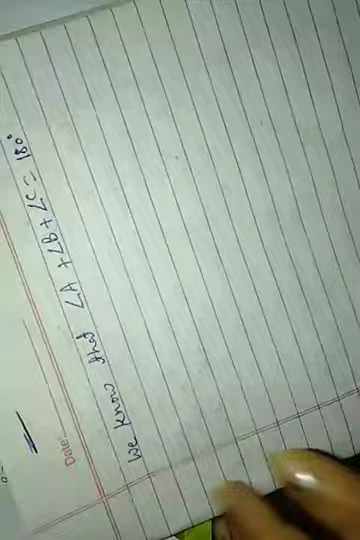 Date:
We know that ∠A + ∠B + ∠C = 180°